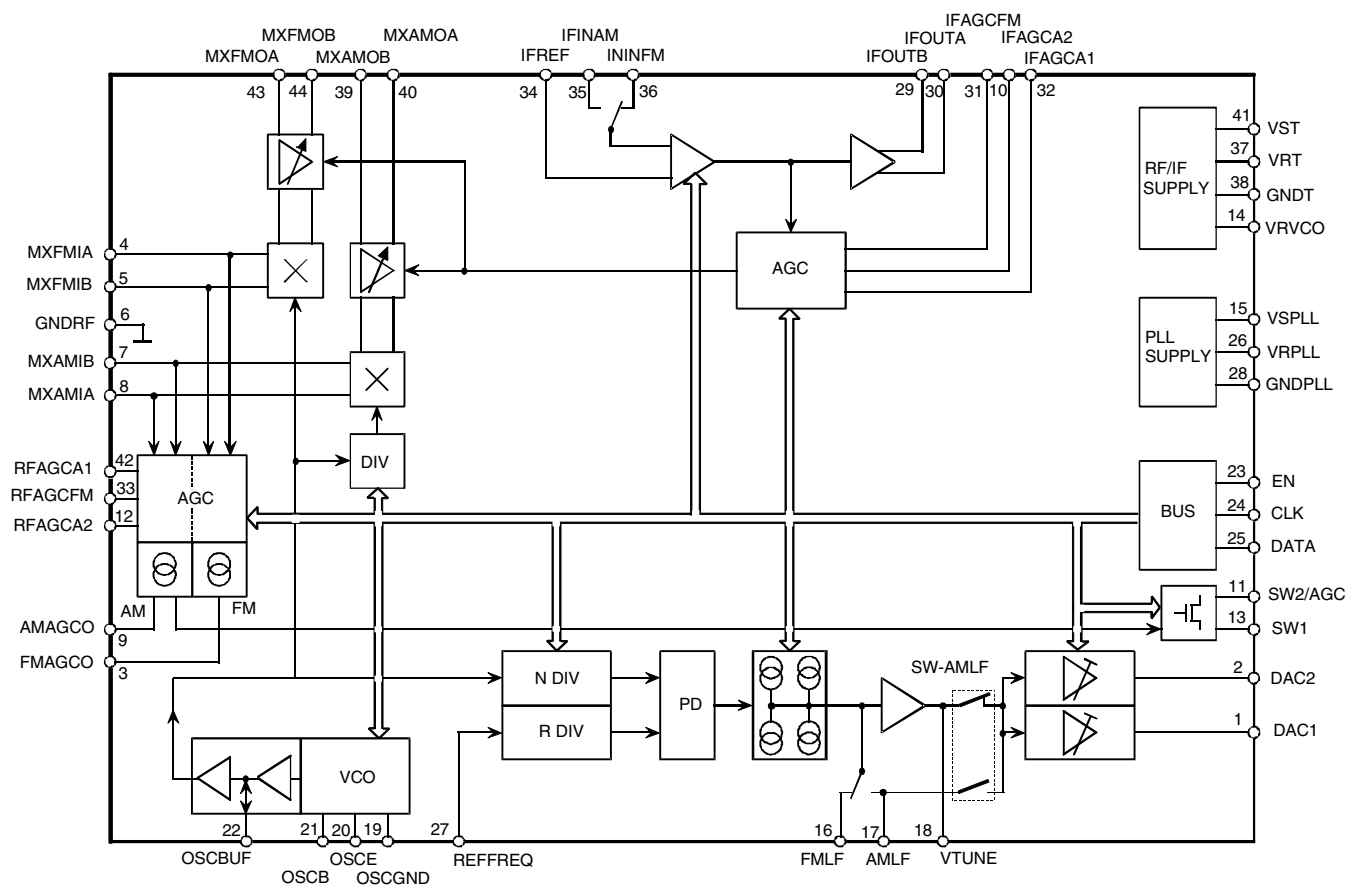 IFAGCFM
MXFMOB MXAMOA IFINAM IFOUTA IFAGCA2
MXFMOA MXAMOB IFREF ININFM IFOUTB IFAGCA1
43 44 39 40 34 35 36 29 30 31 10 32
41 VST
37 VRT
RF/IF
SUPPLY
38 GNDT
14 VRVCO
MXFMIA 4
MXFMIB 5
AGC
GNDRF 6
MXAMIB 7
MXAMIA 8
15 VSPLL
PLL
SUPPLY
26 VRPLL
28 GNDPLL
DIV
RFAGCA1 42
RFAGCFM 33
RFAGCA2 12
AGC
BUS
23 EN
24 CLK
25 DATA
AM FM
11 SW2/AGC
13 SW1
AMAGCO 9
FMAGCO 3
N DIV
R DIV
PD
SW-AMLF
2 DAC2
1 DAC1
VCO
22 21 20 19 27 16 17 18
OSCBUF OSCE REFFREQ FMLF AMLF VTUNE
OSCB OSCGND